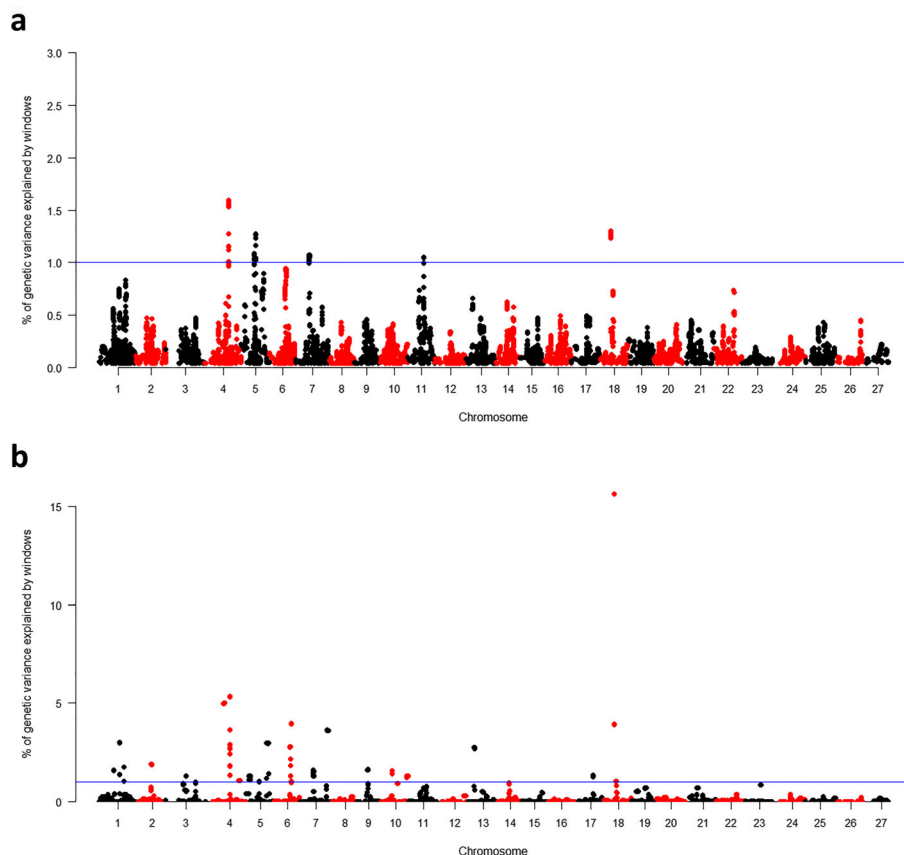 a
% of genetic variance explained by windows
3.0
2.5
2.0
1.5
1.0
0.5
0.0
1 2 3 4 5 6 7 8 9 10 11 12 13 14 15 16 17 18 19 20 21 22 23 24 25 26 27
Chromosome
b
% of genetic variance explained by windows
15
10
5
0
1 2 3 4 5 6 7 8 9 10 11 12 13 14 15 16 17 18 19 20 21 22 23 24 25 26 27
Chromosome